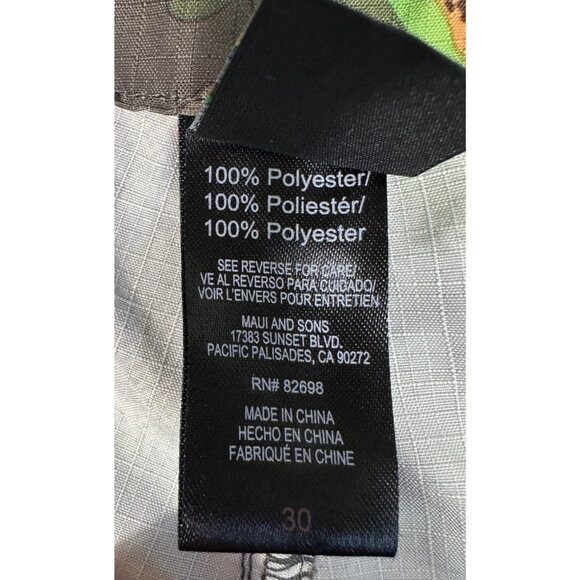 100% Polyester/
100% Poliestér/
100% Polyester
SEE REVERSE FOR CARE/
VE AL REVERSO PARA CUIDADO/
VOIR L'ENVERS POUR ENTRETIEN
MAUI AND SONS
17383 SUNSET BLVD.
PACIFIC PALISADES, CA 90272
RN# 82698
MADE IN CHINA
HECHO EN CHINA
FABRIQUÉ EN CHINE
30